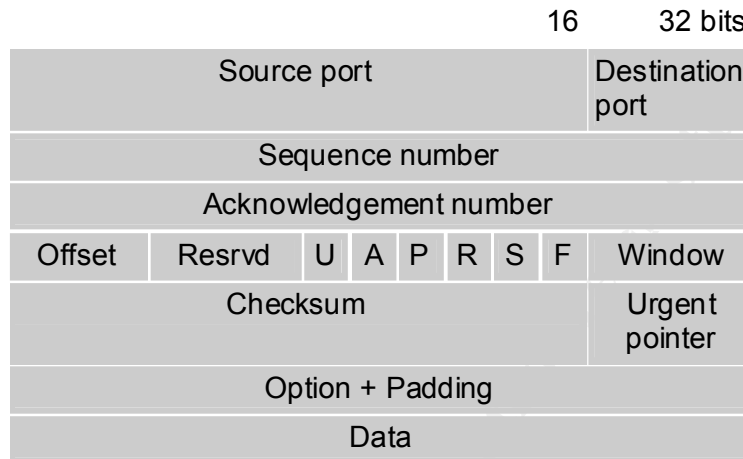 16 32 bits
Source port Destination
port
Sequence number
Acknowledgement number
Offset Resrvd U A P R S F Window
Checksum Urgent
pointer
Option + Padding
Data